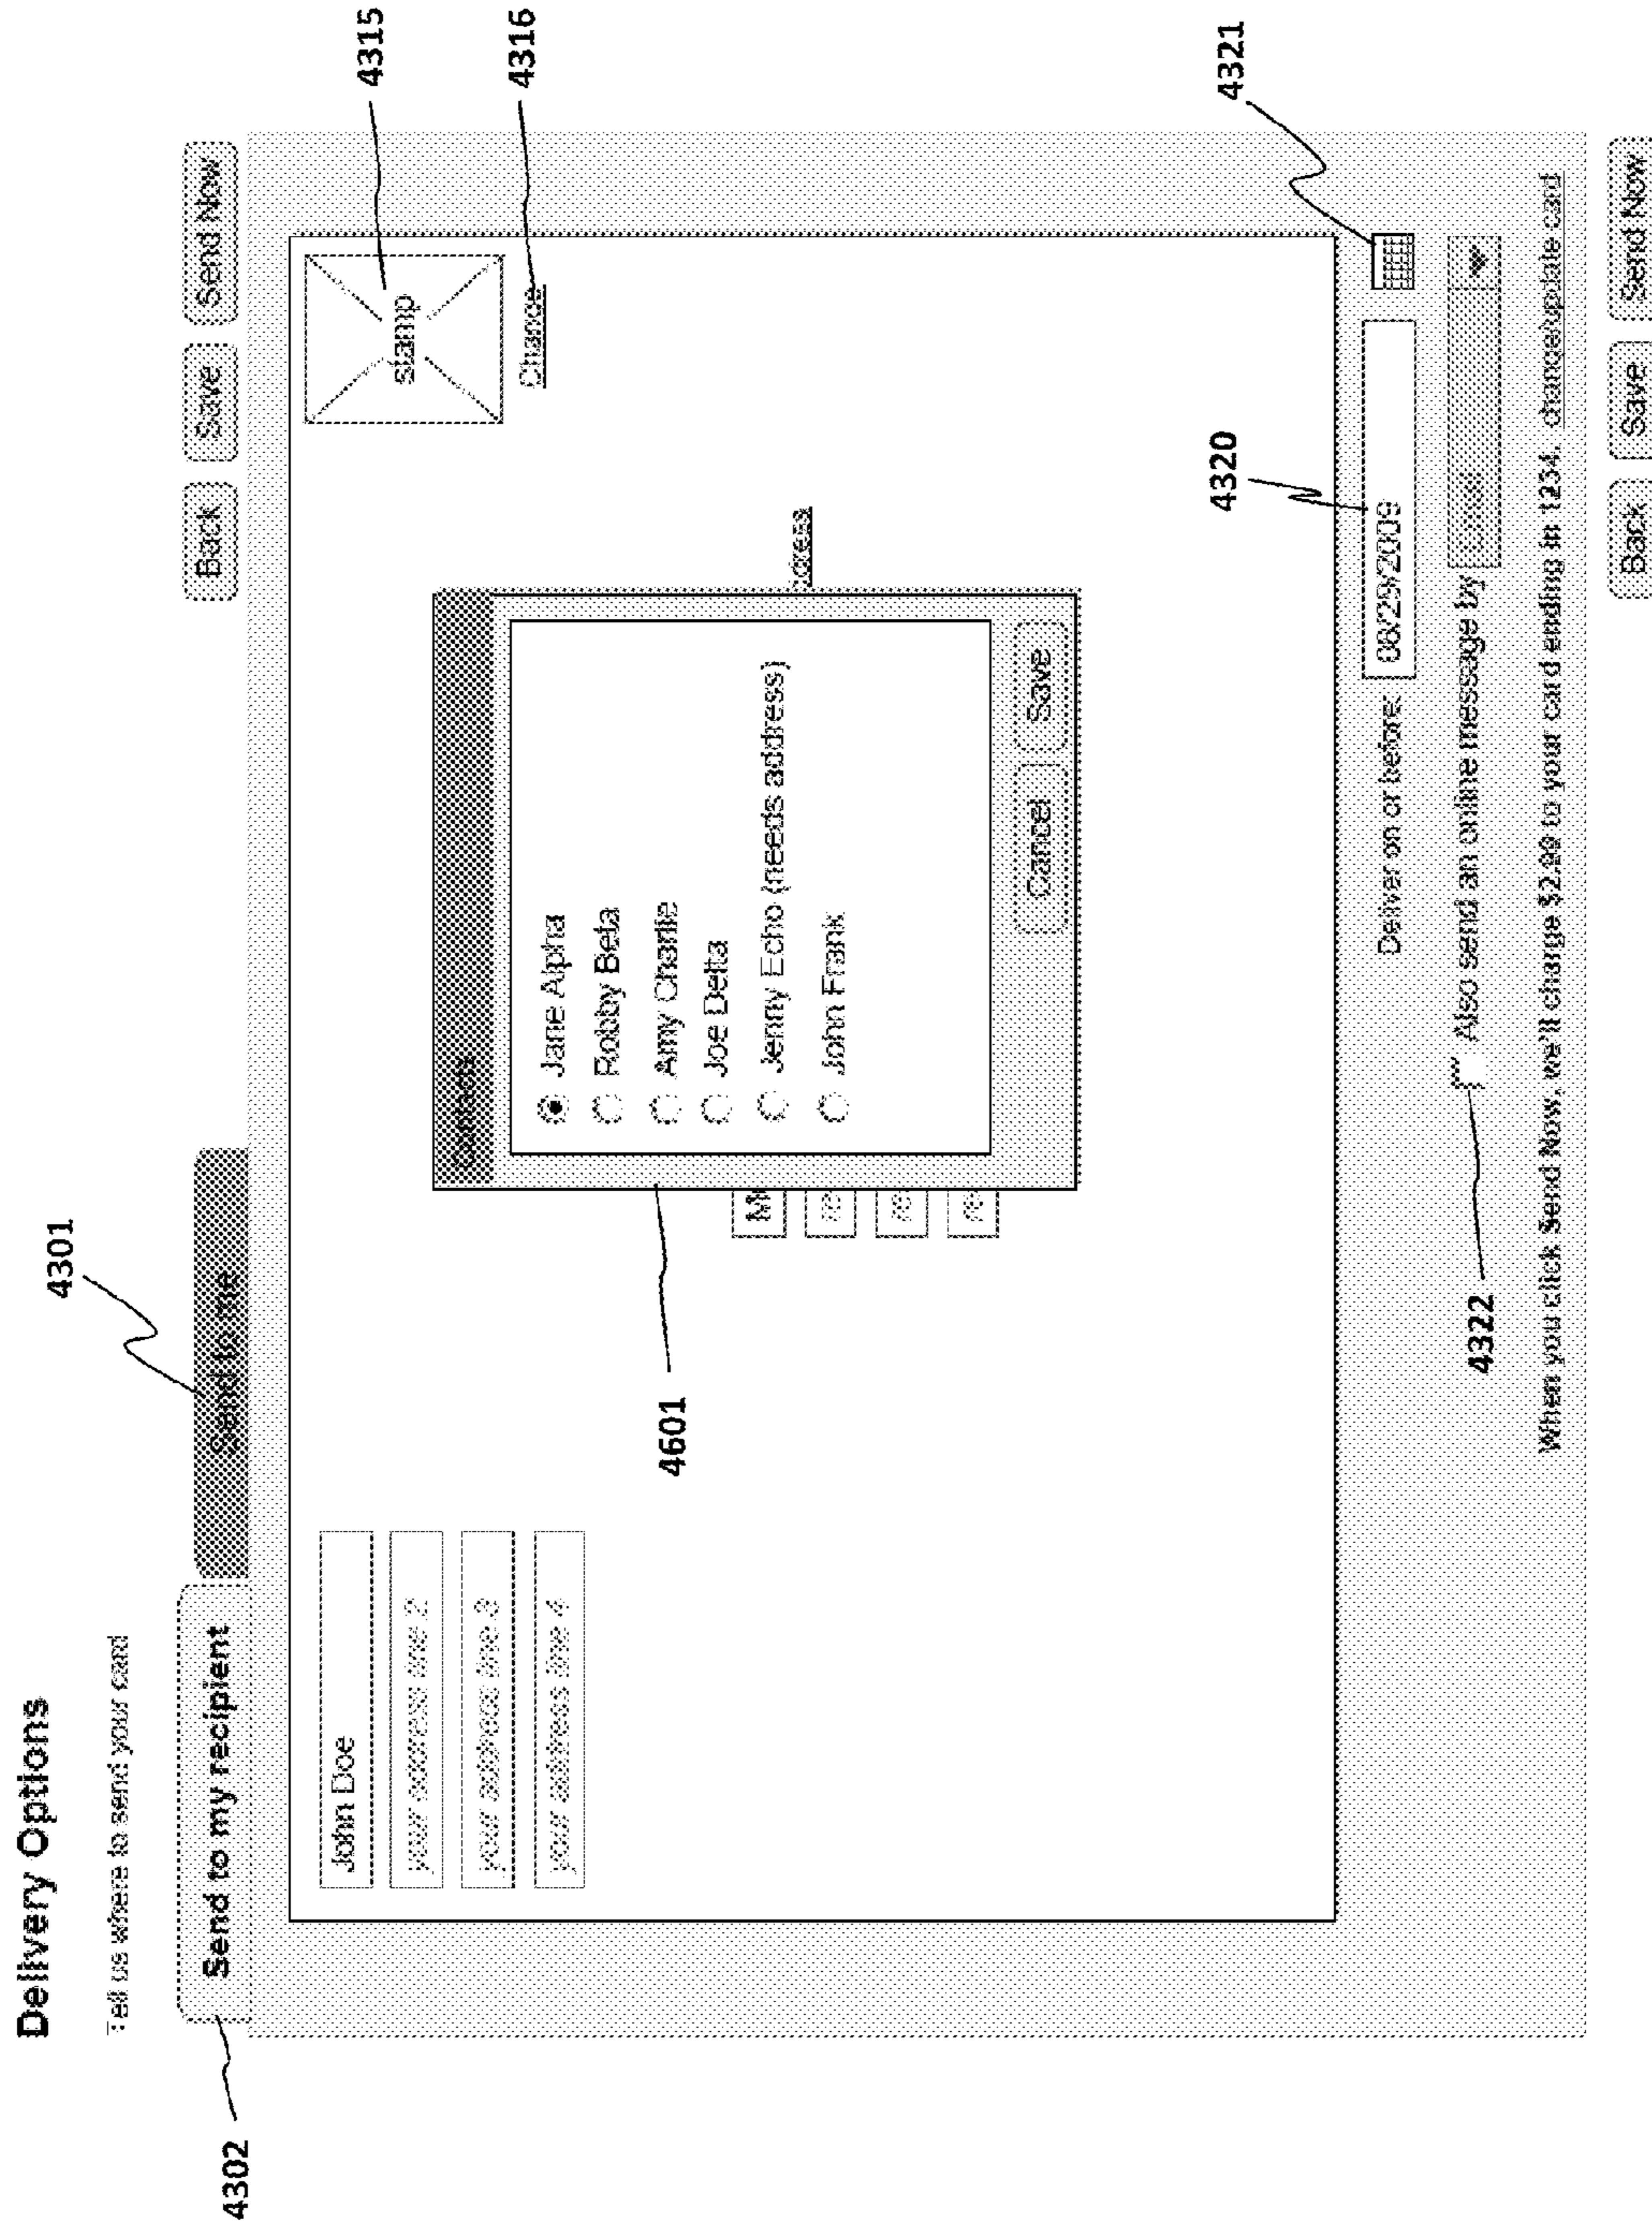 Delivery Options
4301
Tell us where to send your card
4302
Send to my recipient
Send to me
Back
Save
Send Now
John Doe
your address line 2
your address line 3
your address line 4
stamp
4315
Change
4316
Contacts
Jane Alpha
Robby Beta
Amy Charlie
Joe Delta
Jenny Echo (needs address)
John Frank
Cancel
Save
4601
4320
4321
Deliver on or before:
08/29/2009
4322
Also send an online message by
When you click Send Now, we'll charge $2.99 to your card ending in 1234. change/update card
Back
Save
Send Now